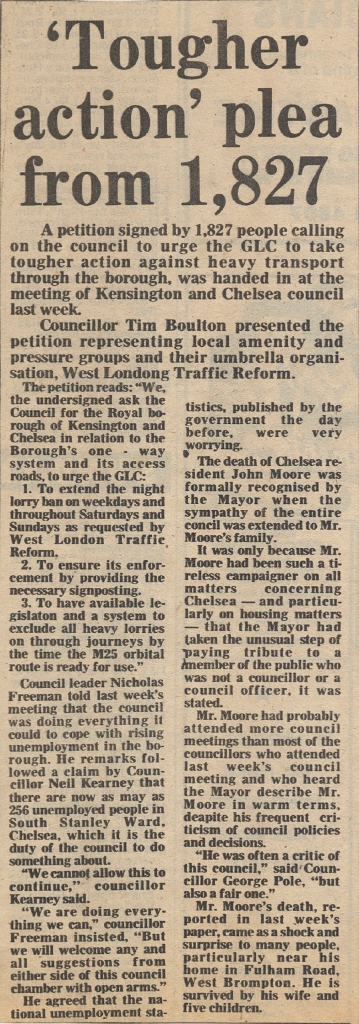 ‘Tougher
action’ plea
from 1,827
A petition signed by 1,827 people calling
on the council to urge the GLC to take
tougher action against heavy transport
through the borough, was handed in at the
meeting of Kensington and Chelsea council
last week.
Councillor Tim Boulton presented the
petition representing local amenity and
pressure groups and their umbrella organi-
sation, West Londong Traffic Reform.
The petition reads: “We,
the undersigned ask the
Council for the Royal bo-
rough of Kensington and
Chelsea in relation to the
Borough’s one - way
system and its access
roads, to urge the GLC:
1. To extend the night
lorry ban on weekdays and
throughout Saturdays and
Sundays as requested by
West London Traffic
Reform.
2. To ensure its enfor-
cement by providing the
necessary signposting.
3. To have available le-
gislaton and a system to
exclude all heavy lorries
on through journeys by
the time the M25 orbital
route is ready for use.”
Council leader Nicholas
Freeman told last week’s
meeting that the council
was doing everything it
could to cope with rising
unemployment in the bo-
rough. He remarks fol-
lowed a claim by Coun-
cillor Neil Kearney that
there are now as may as
256 unemployed people in
South Stanley Ward,
Chelsea, which it is the
duty of the council to do
something about.
“We cannot allow this to
continue,” councillor
Kearney said.
“We are doing every-
thing we can,” councillor
Freeman insisted, “But
we will welcome any and
all suggestions from
either side of this council
chamber with open arms.”
He agreed that the na-
tional unemployment sta-
tistics, published by the
government the day
before, were very
worrying.
The death of Chelsea re-
sident John Moore was
formally recognised by
the Mayor when the
sympathy of the entire
concil was extended to Mr.
Moore’s family.
It was only because Mr.
Moore had been such a ti-
reless campaigner on all
matters concerning
Chelsea — and particu-
larly on housing matters
— that the Mayor had
taken the unusual step of
paying tribute to a
member of the public who
was not a councillor or a
council officer, it was
stated.
Mr. Moore had probably
attended more council
meetings than most of the
councillors who attended
last week’s council
meeting and who heard
the Mayor describe Mr.
Moore in warm terms,
deapite his frequent cri-
ticism of council policies
and decisions.
“He was often a critic of
this council,” said Coun-
cillor George Pole, “but
also a fair one.”
Mr. Moore’s death, re-
ported in last week’s
paper, came as a shock and
surprise to many people,
particularly near his
home in Fulham Road,
West Brompton. He is
survived by his wife and
five children.